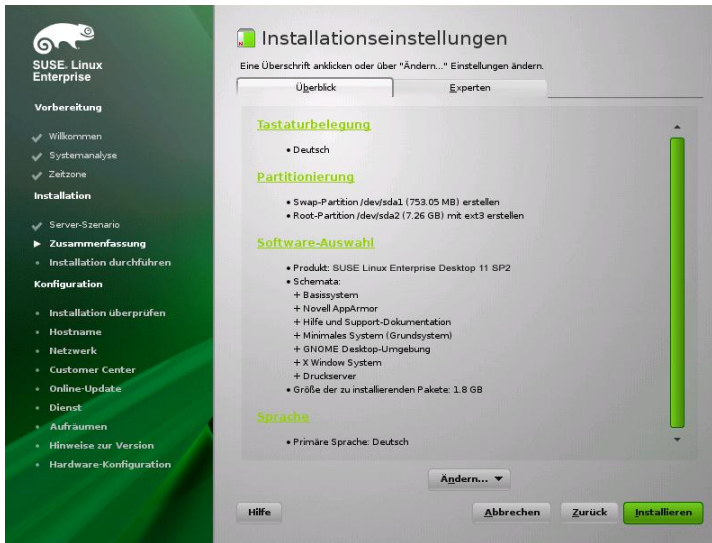 SUSE. Linux
Enterprise
Vorbereitung
Willkommen
Systemanalyse
Zeitzone
Installation
Server-Szenario
Zusammenfassung
Installation durchführen
Konfiguration
Installation überprüfen
Hostname
Netzwerk
Customer Center
Online-Update
Dienst
Aufräumen
Hinweise zur Version
Hardware-Konfiguration
Installationseinstellungen
Eine Überschrift anklicken oder über "Ändern..." Einstellungen ändern.
Überblick
Experten
Tastaturbelegung
• Deutsch
Partitionierung
• Swap-Partition /dev/sda1 (753.05 MB) erstellen
• Root-Partition /dev/sda2 (7.26 GB) mit ext3 erstellen
Software-Auswahl
• Produkt: SUSE Linux Enterprise Desktop 11 SP2
• Schemata:
+ Basissystem
+ Novell AppArmor
+ Hilfe und Support-Dokumentation
+ Minimales System (Grundsystem)
+ GNOME Desktop-Umgebung
+ X Window System
+ Druckserver
• Größe der zu installierenden Pakete: 1.8 GB
Sprache
• Primäre Sprache: Deutsch
Ändern...
Hilfe
Abbrechen
Zurück
Installieren